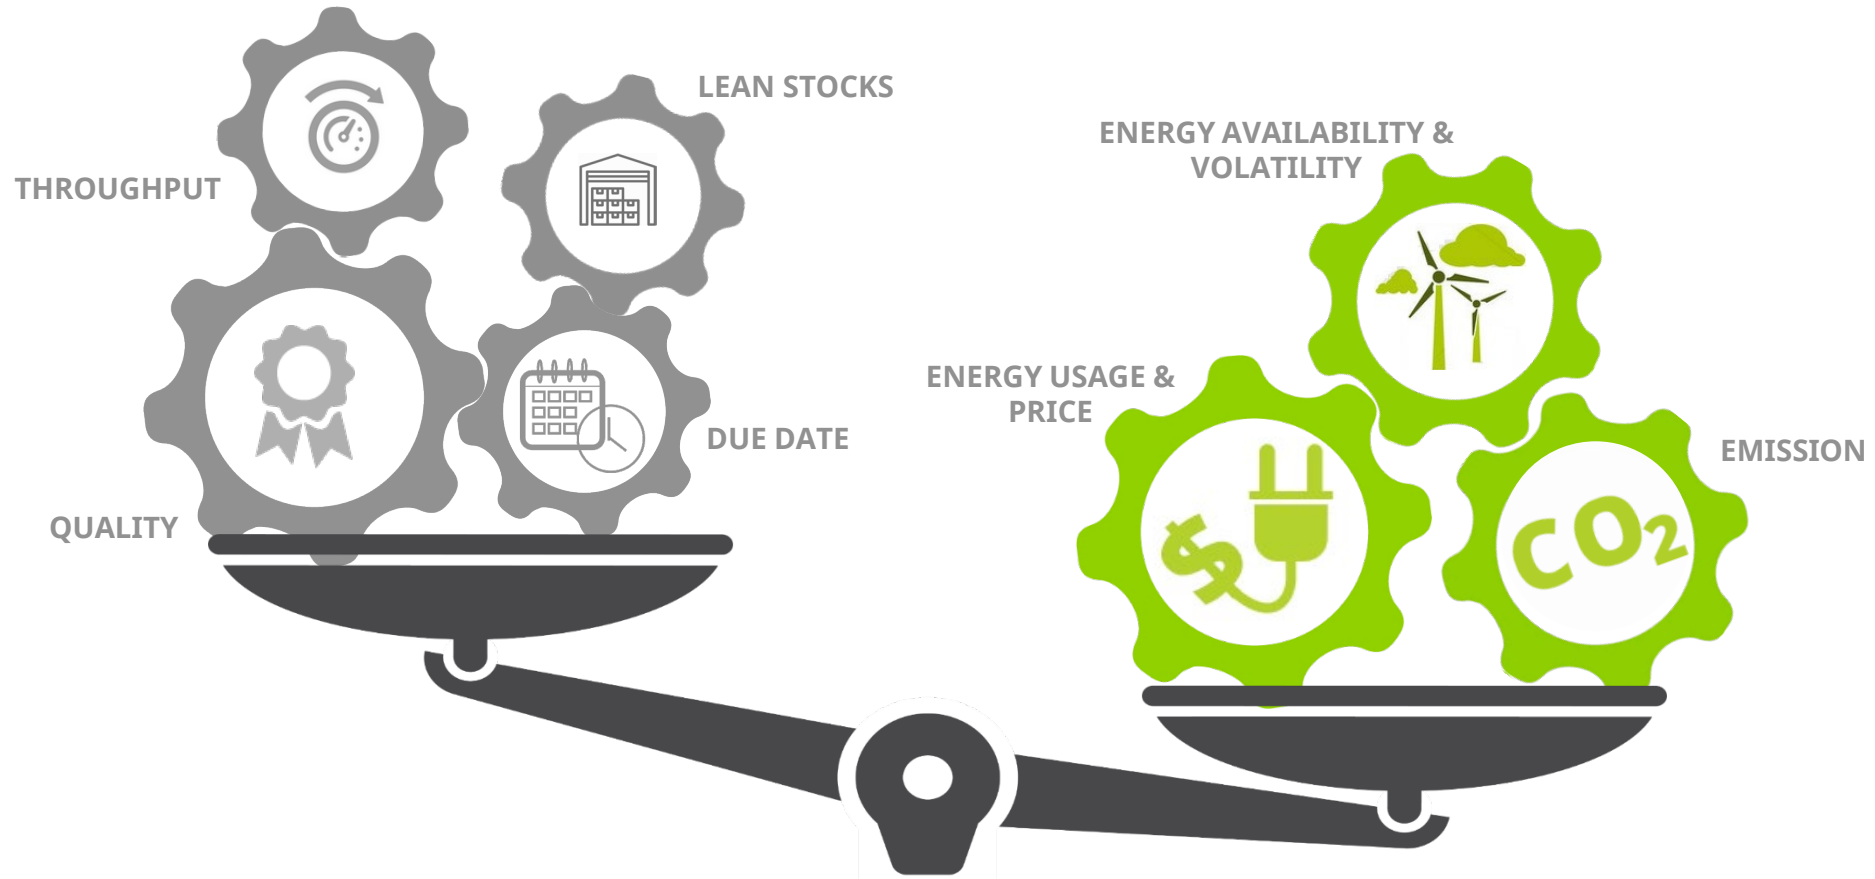 LEAN STOCKS
THROUGHPUT
QUALITY
DUE DATE
ENERGY AVAILABILITY &
VOLATILITY
ENERGY USAGE &
PRICE
$
EMISSION
CO2